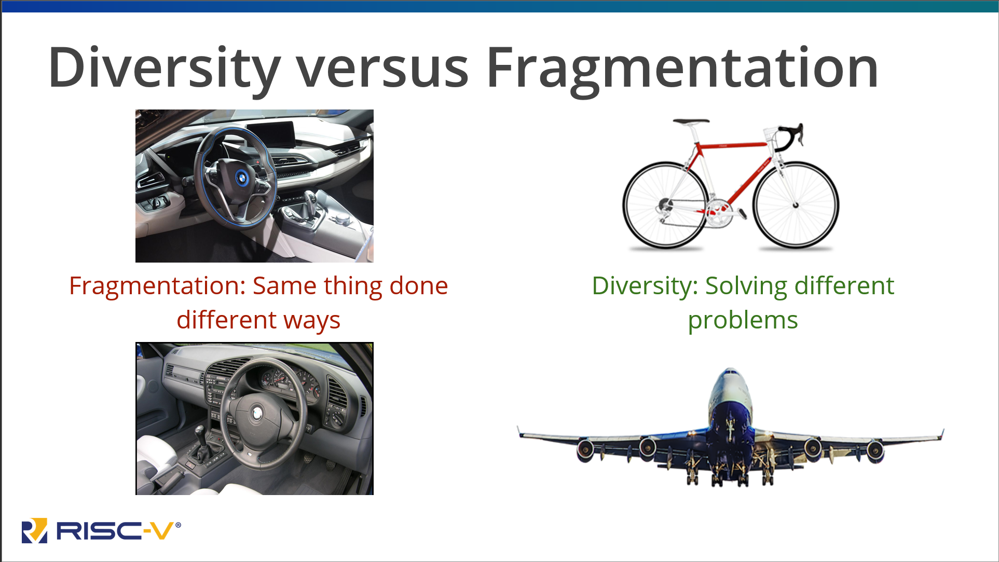 Diversity versus Fragmentation
Fragmentation: Same thing done
different ways
Diversity: Solving different
problems
RISC-V®